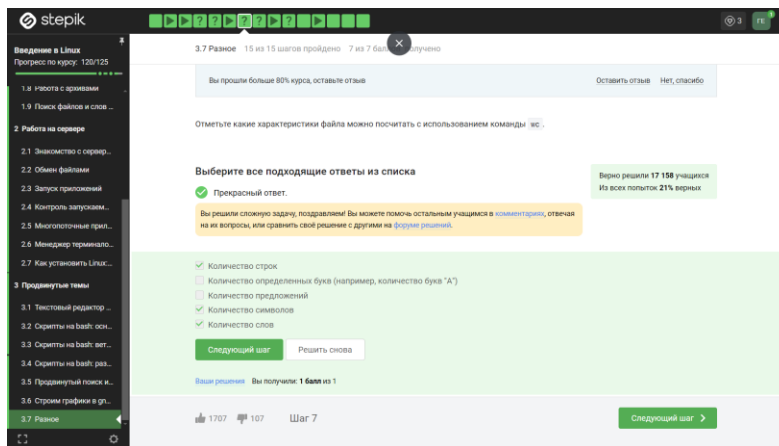 stepik
3
ГЕ
1
Введение в Linux
Прогресс по курсу: 120/125
1.8 Работа с архивами
1.9 Поиск файлов и слов ...
2 Работа на сервере
2.1 Знакомство с сервер...
2.2 Обмен файлами
2.3 Запуск приложений
2.4 Контроль запускаем...
2.5 Многопоточные прил...
2.6 Менеджер терминало...
2.7 Как установить Linux:...
3 Продвинутые темы
3.1 Текстовый редактор ...
3.2 Скрипты на bash: осн...
3.3 Скрипты на bash: вет...
3.4 Скрипты на bash: раз...
3.5 Продвинутый поиск и...
3.6 Строим графики в gn...
3.7 Разное
3.7 Разное 15 из 15 шагов пройдено 7 из 7 получено
Вы прошли больше 80% курса, оставьте отзыв
Оставить отзыв Нет, спасибо
Отметьте какие характеристики файла можно посчитать с использованием команды wc .
Выберите все подходящие ответы из списка
Прекрасный ответ.
Верно решили 17 158 учащихся
Из всех попыток 21% верных
Вы решили сложную задачу, поздравляем! Вы можете помочь остальным учащимся в комментариях, отвечая
на их вопросы, или сравнить своё решение с другими на форуме решений.
Количество строк
Количество определенных букв (например, количество букв "A")
Количество предложений
Количество символов
Количество слов
Следующий шаг Решить снова
Ваши решения Вы получили: 1 балл из 1
1707 107 Шаг 7
Следующий шаг